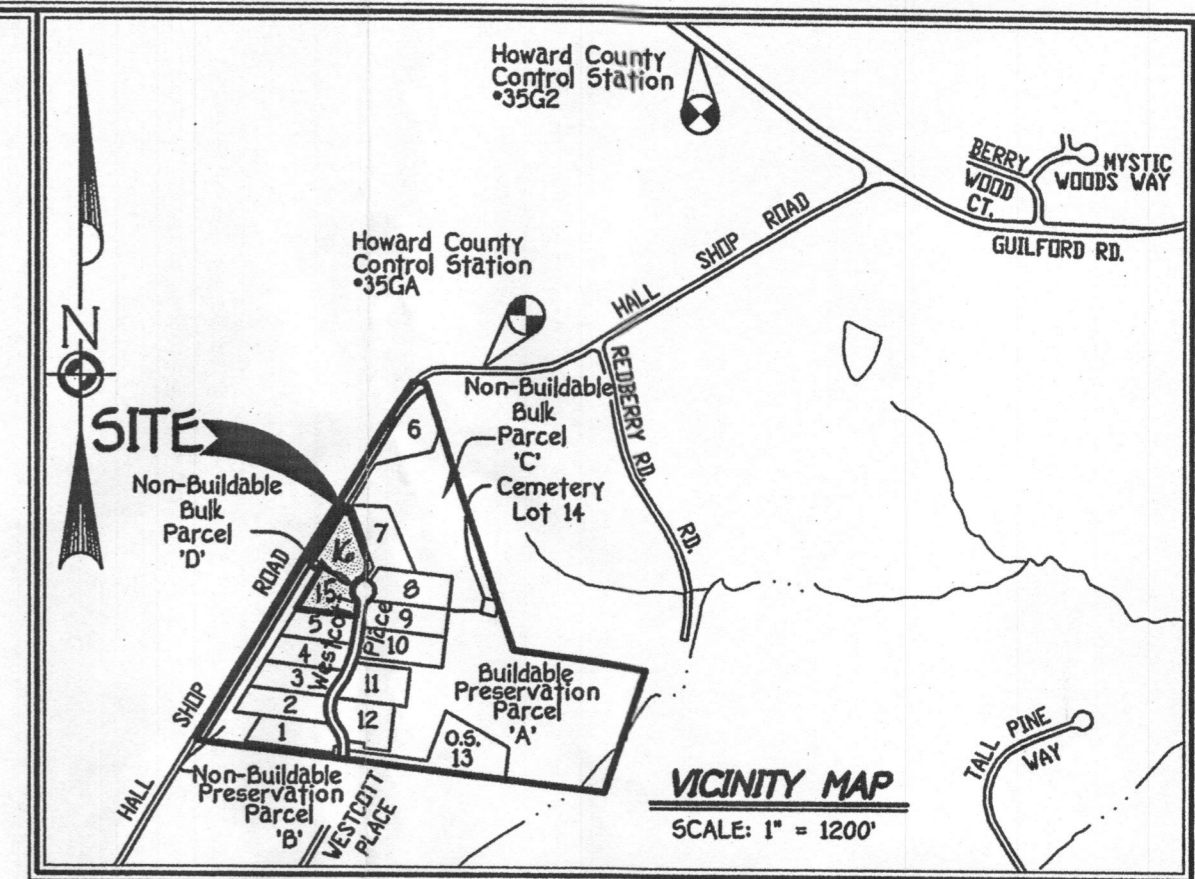 Howard County
Control Station
•35G2
BERRY
WOOD
CT.
MYSTIC
WOODS WAY
GUILFORD RD.
HALL SHOP ROAD
Howard County
Control Station
•35GA
N
REDBERRY RD.
RD.
Non-Buildable
Bulk
Parcel
'C'
Cemetery
Lot 14
SITE
Non-Buildable
Bulk
Parcel
'D'
6
7
16
15
8
9
10
5
4
3
2
1
11
12
Westcott Place
O.S.
13
Buildable
Preservation
Parcel
'A'
HALL SHOP ROAD
Non-Buildable
Preservation
Parcel
'B'
WESTCOTT
PLACE
TALL PINE
WAY
VICINITY MAP
SCALE: 1" = 1200'